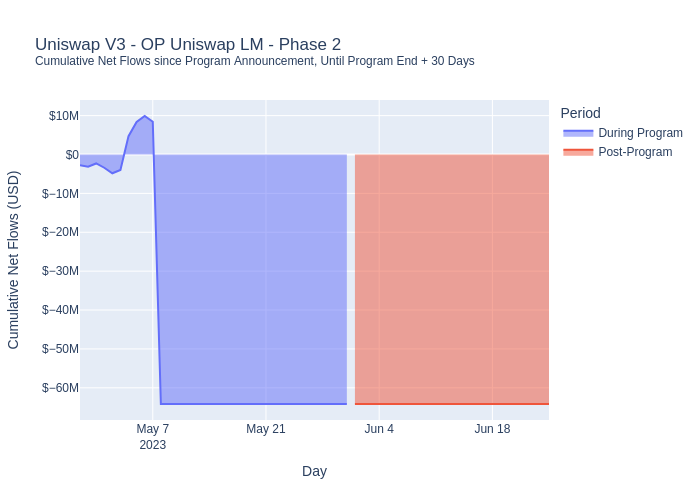 Uniswap V3 - OP Uniswap LM - Phase 2
Cumulative Net Flows since Program Announcement, Until Program End + 30 Days
Period
During Program
Post-Program
Cumulative Net Flows (USD)
$10M
$0
$−10M
$−20M
$−30M
$−40M
$−50M
$−60M
May 7
2023
May 21
Jun 4
Jun 18
Day